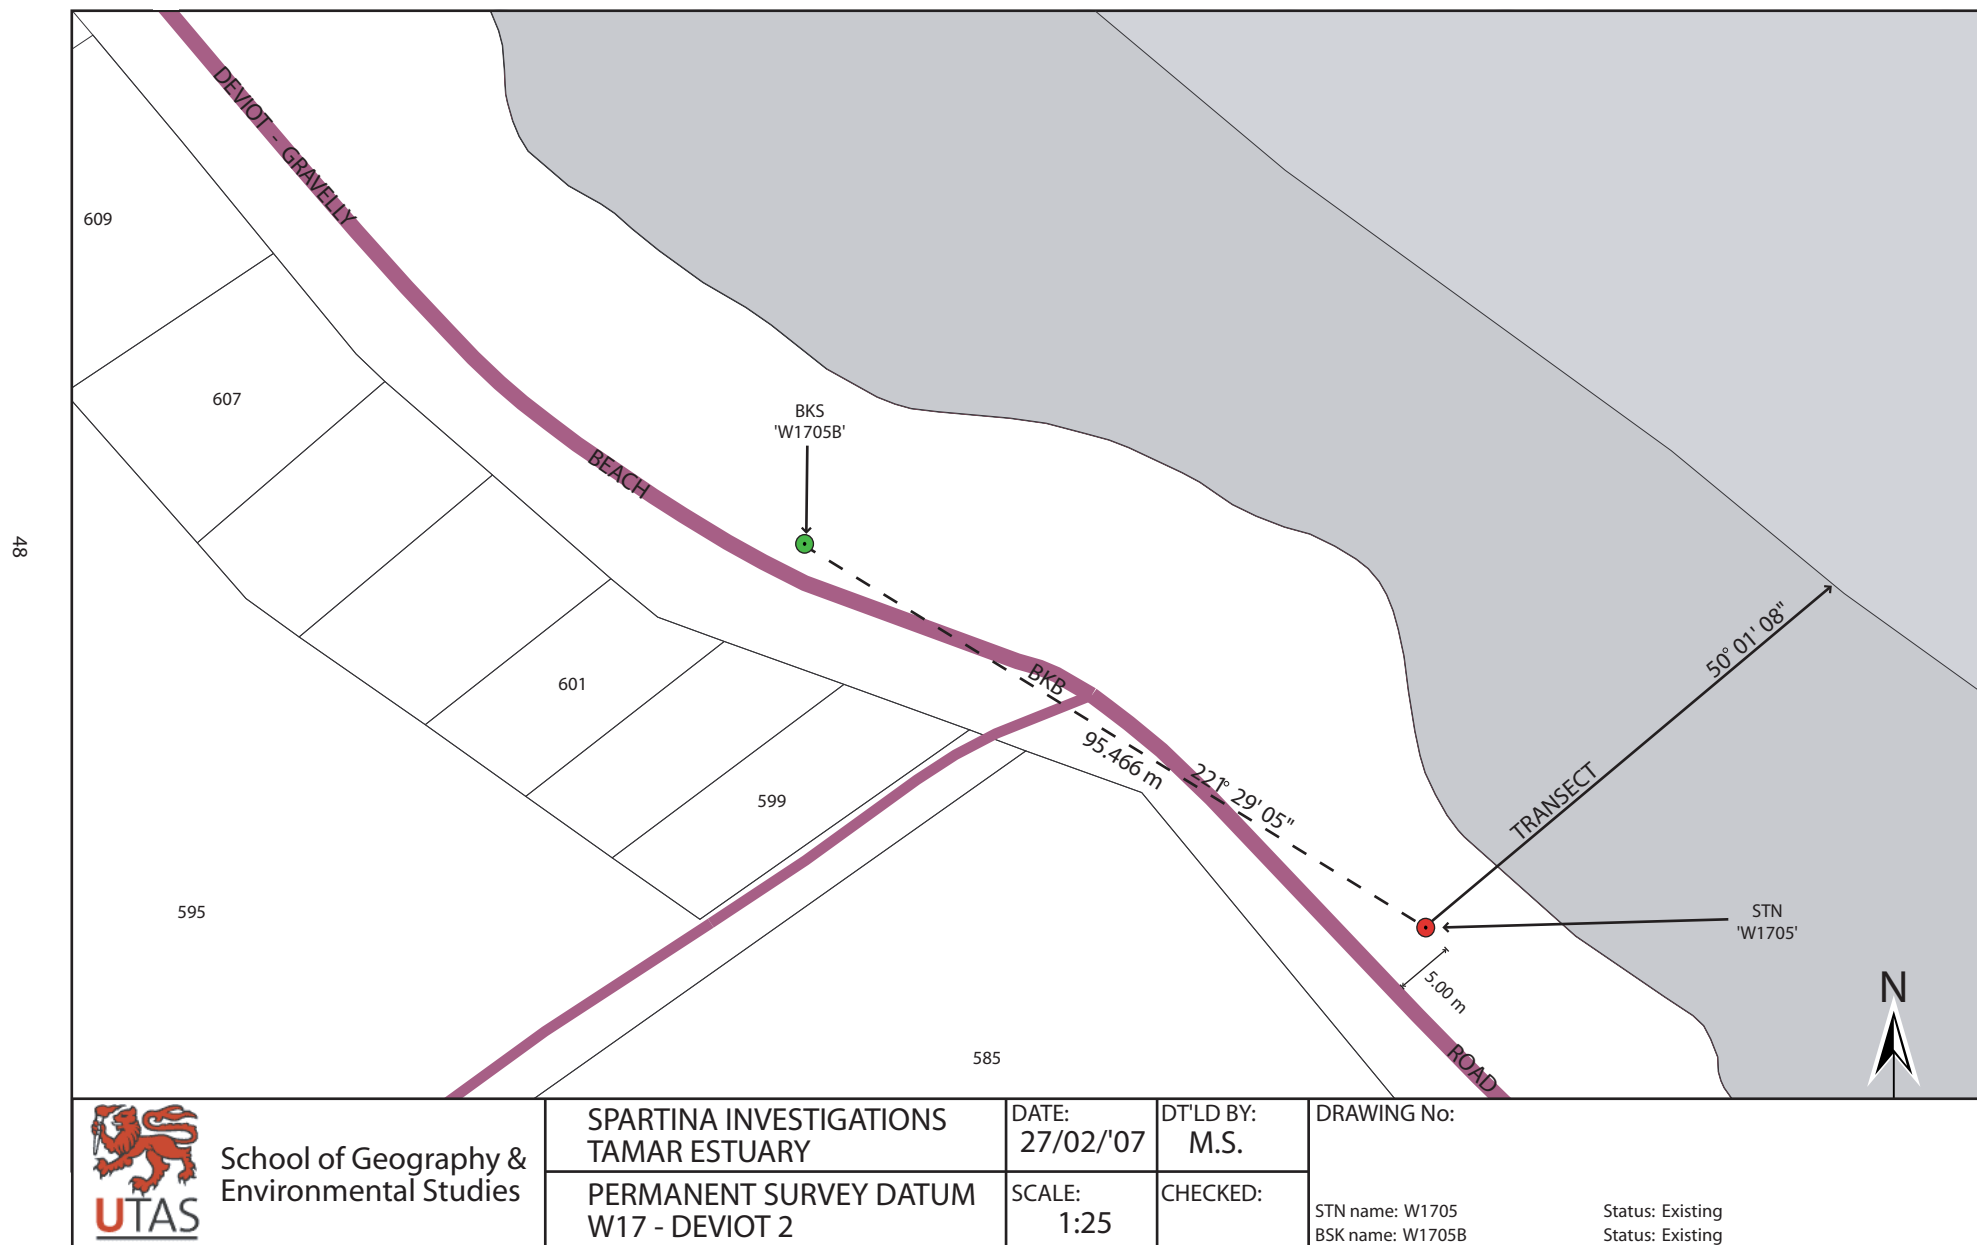 DEVIOT - GRAVELLY
609
607
BKS
'W1705B'
BEACH
48
50° 01' 08"
BKB
601
95.466 m
221° 29' 05"
TRANSECT
599
595
STN
'W1705'
5.00 m
N
585
ROAD
School of Geography &
Environmental Studies
UTAS
SPARTINA INVESTIGATIONS
TAMAR ESTUARY
PERMANENT SURVEY DATUM
W17 - DEVIOT 2
DATE:
27/02/'07
DT'LD BY:
M.S.
SCALE:
1:25
CHECKED:
DRAWING No:
STN name: W1705 Status: Existing
BSK name: W1705B Status: Existing